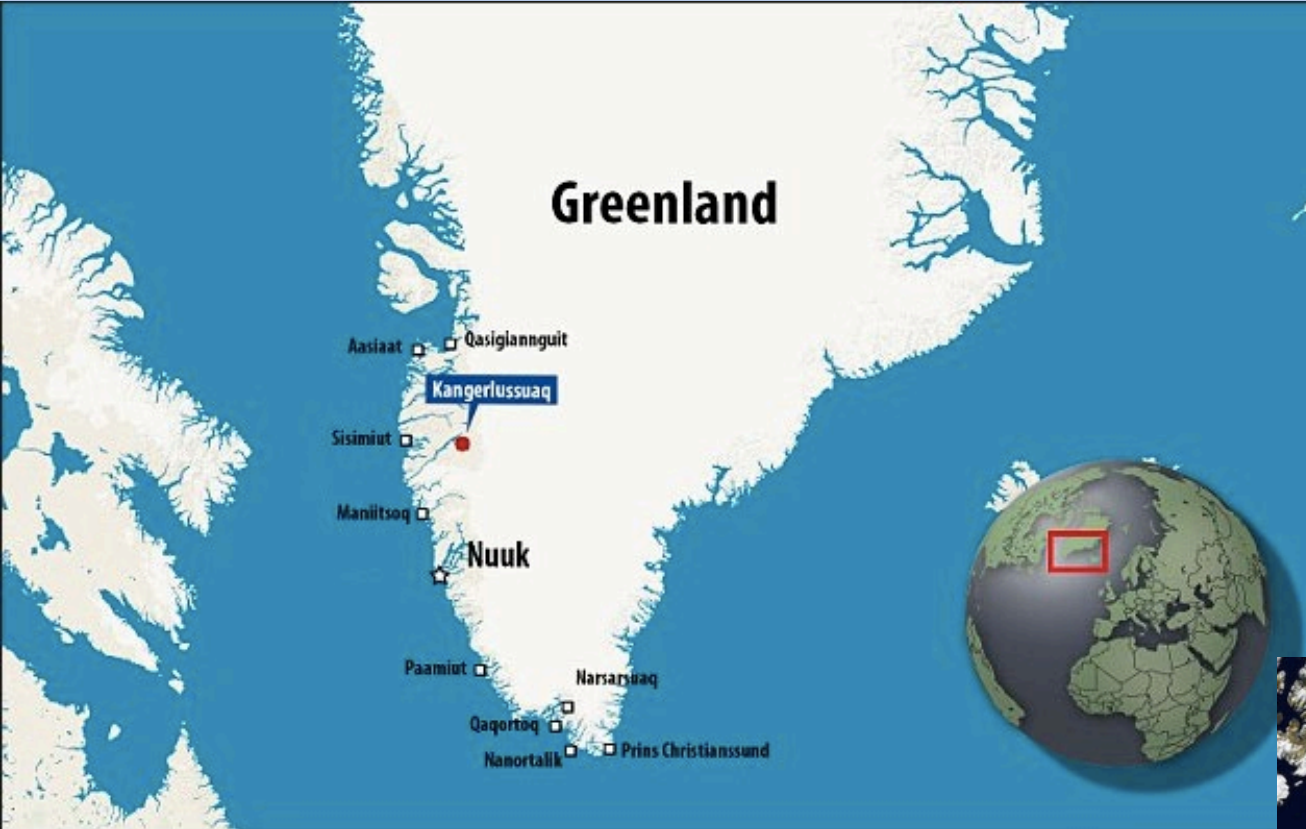 Greenland
Aasiaat
Qasigiannguit
Kangerlussuaq
Sisimiut
Maniitsoq
Nuuk
Paamiut
Narsarsuaq
Qaqortoq
Nanortalik
Prins Christianssund